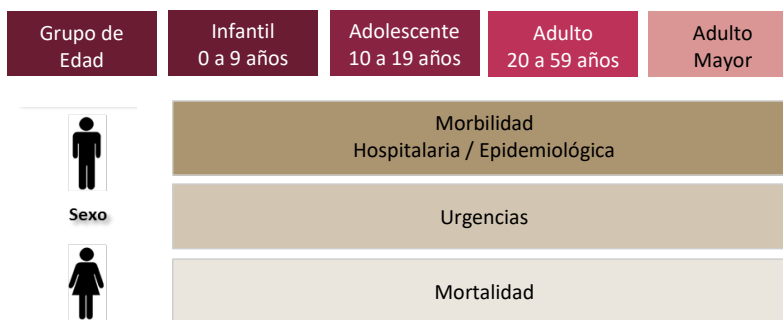 Grupo de
Edad
Infantil
0 a 9 años
Adolescente
10 a 19 años
Adulto
20 a 59 años
Adulto
Mayor
Morbilidad
Hospitalaria / Epidemiológica
Sexo
Urgencias
Mortalidad